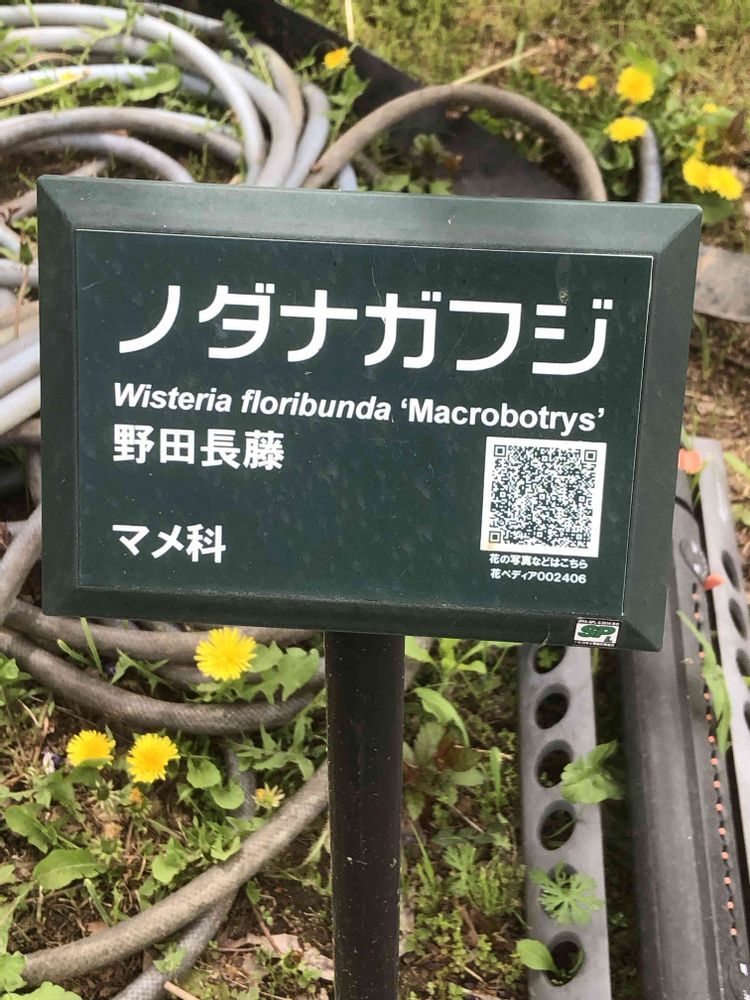 ノダナガフジ
Wisteria floribunda ‘Macrobotrys’
野田長藤
マメ科
花の写真などはこちら
花ペディア002406
SPL